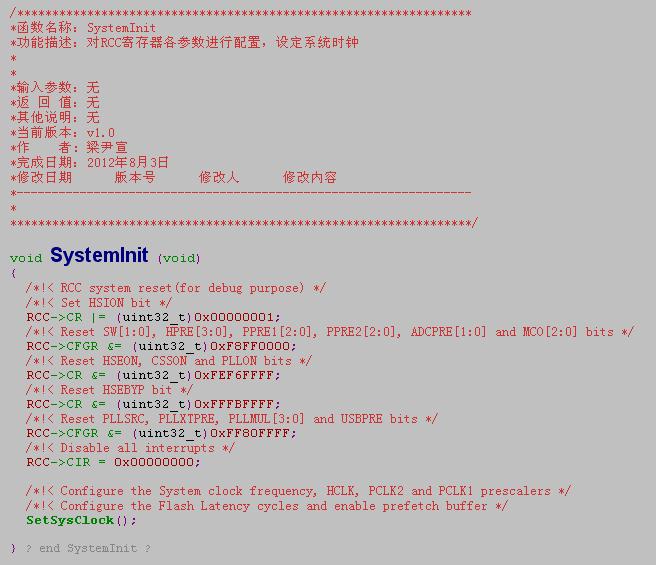 /*****************************************************************
*函数名称: SystemInit
*功能描述: 对RCC寄存器各参数进行配置, 设定系统时钟
*
*
*输入参数: 无
*返 回 值: 无
*其他说明: 无
*当前版本: v1.0
*作    者: 梁尹宣
*完成日期: 2012年8月3日
*修改日期      版本号      修改人      修改内容
*-----------------------------------------------------------------
*
******************************************************************/
void SystemInit (void)
{
/*!< RCC system reset(for debug purpose) */
/*!< Set HSION bit */
RCC->CR |= (uint32_t)0x00000001;
/*!< Reset SW[1:0], HPRE[3:0], PPRE1[2:0], PPRE2[2:0], ADCPRE[1:0] and MCO[2:0] bits */
RCC->CFGR &= (uint32_t)0xF8FF0000;
/*!< Reset HSEON, CSSON and PLLON bits */
RCC->CR &= (uint32_t)0xFEF6FFFF;
/*!< Reset HSEBYP bit */
RCC->CR &= (uint32_t)0xFFFBFFFF;
/*!< Reset PLLSRC, PLLXTPRE, PLLMUL[3:0] and USBPRE bits */
RCC->CFGR &= (uint32_t)0xFF80FFFF;
/*!< Disable all interrupts */
RCC->CIR = 0x00000000;
/*!< Configure the System clock frequency, HCLK, PCLK2 and PCLK1 prescalers */
/*!< Configure the Flash Latency cycles and enable prefetch buffer */
SetSysClock();
} ? end SystemInit ?